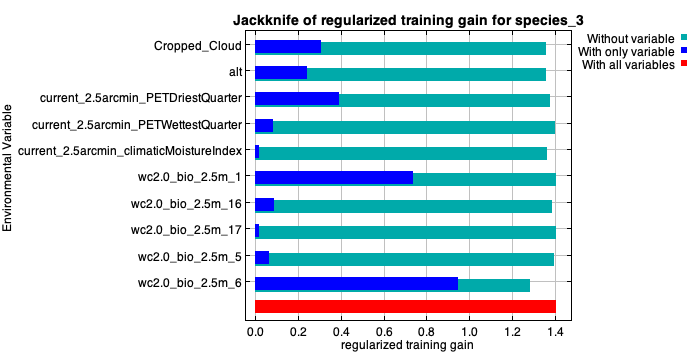 Jackknife of regularized training gain for species_3
Without variable
With only variable
With all variables
Environmental Variable
Cropped_Cloud
alt
current_2.5arcmin_PETDriestQuarter
current_2.5arcmin_PETWettestQuarter
current_2.5arcmin_climaticMoistureIndex
wc2.0_bio_2.5m_1
wc2.0_bio_2.5m_16
wc2.0_bio_2.5m_17
wc2.0_bio_2.5m_5
wc2.0_bio_2.5m_6
0.0 0.2 0.4 0.6 0.8 1.0 1.2 1.4
regularized training gain